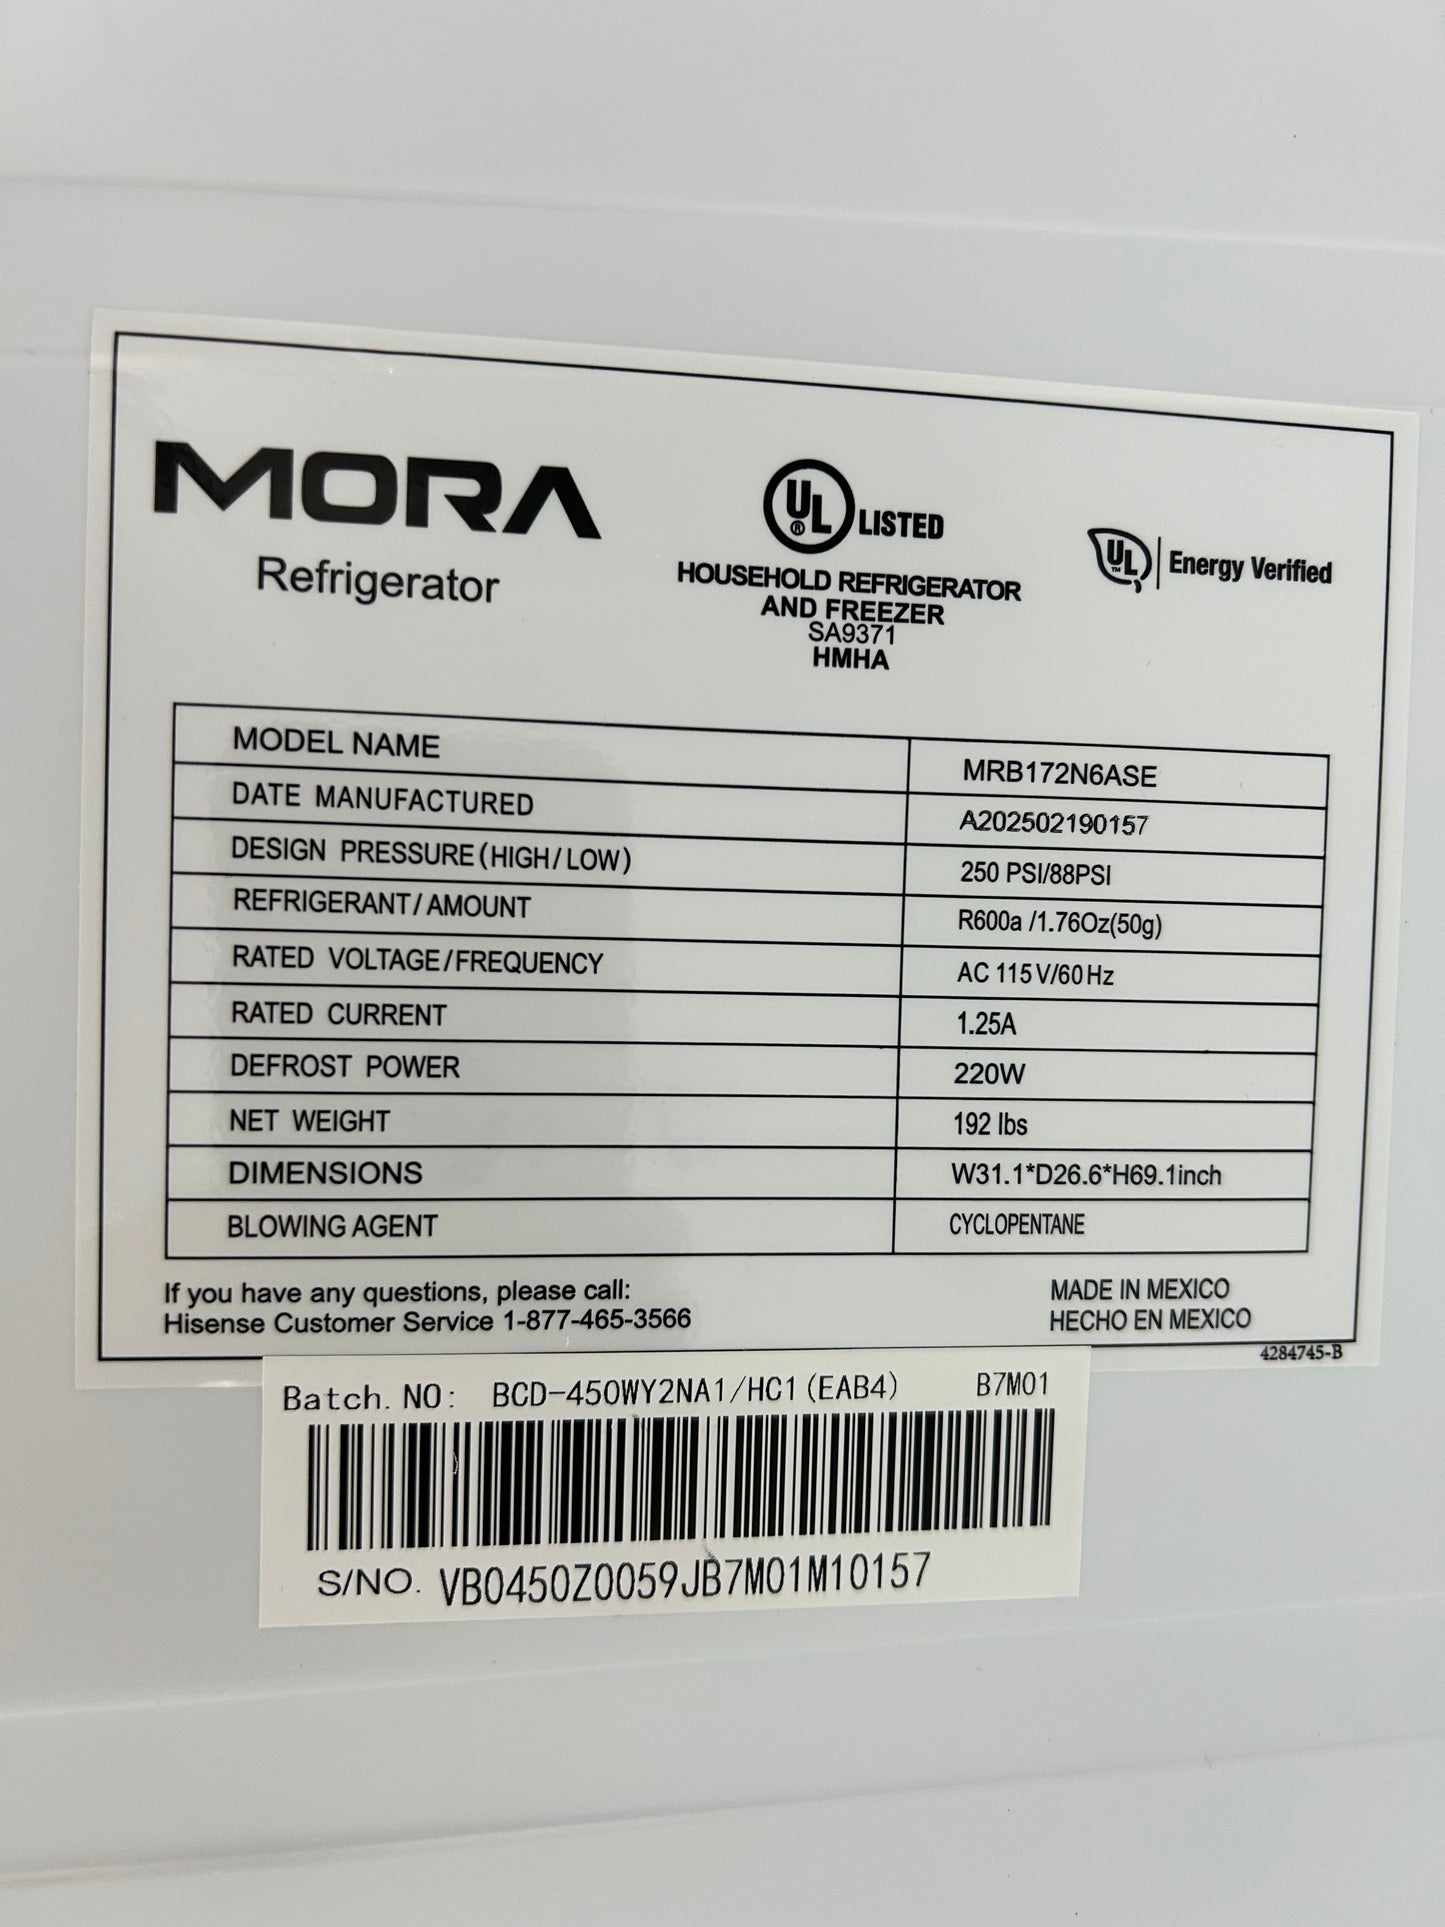 MORA
Refrigerator
UL® LISTED
HOUSEHOLD REFRIGERATOR
AND FREEZER
SA9371
HMHA
UL™ Energy Verified
MODEL NAME MRB172N6ASE
DATE MANUFACTURED A202502190157
DESIGN PRESSURE(HIGH/LOW) 250 PSI/88PSI
REFRIGERANT/AMOUNT R600a /1.76Oz(50g)
RATED VOLTAGE/FREQUENCY AC 115V/60Hz
RATED CURRENT 1.25A
DEFROST POWER 220W
NET WEIGHT 192 lbs
DIMENSIONS W31.1*D26.6*H69.1inch
BLOWING AGENT CYCLOPENTANE
If you have any questions, please call:
Hisense Customer Service 1-877-465-3566
MADE IN MEXICO
HECHO EN MEXICO
4284745-B
Batch. NO: BCD-450WY2NA1/HC1(EAB4) B7M01
S/NO. VB0450Z0059JB7M01M10157